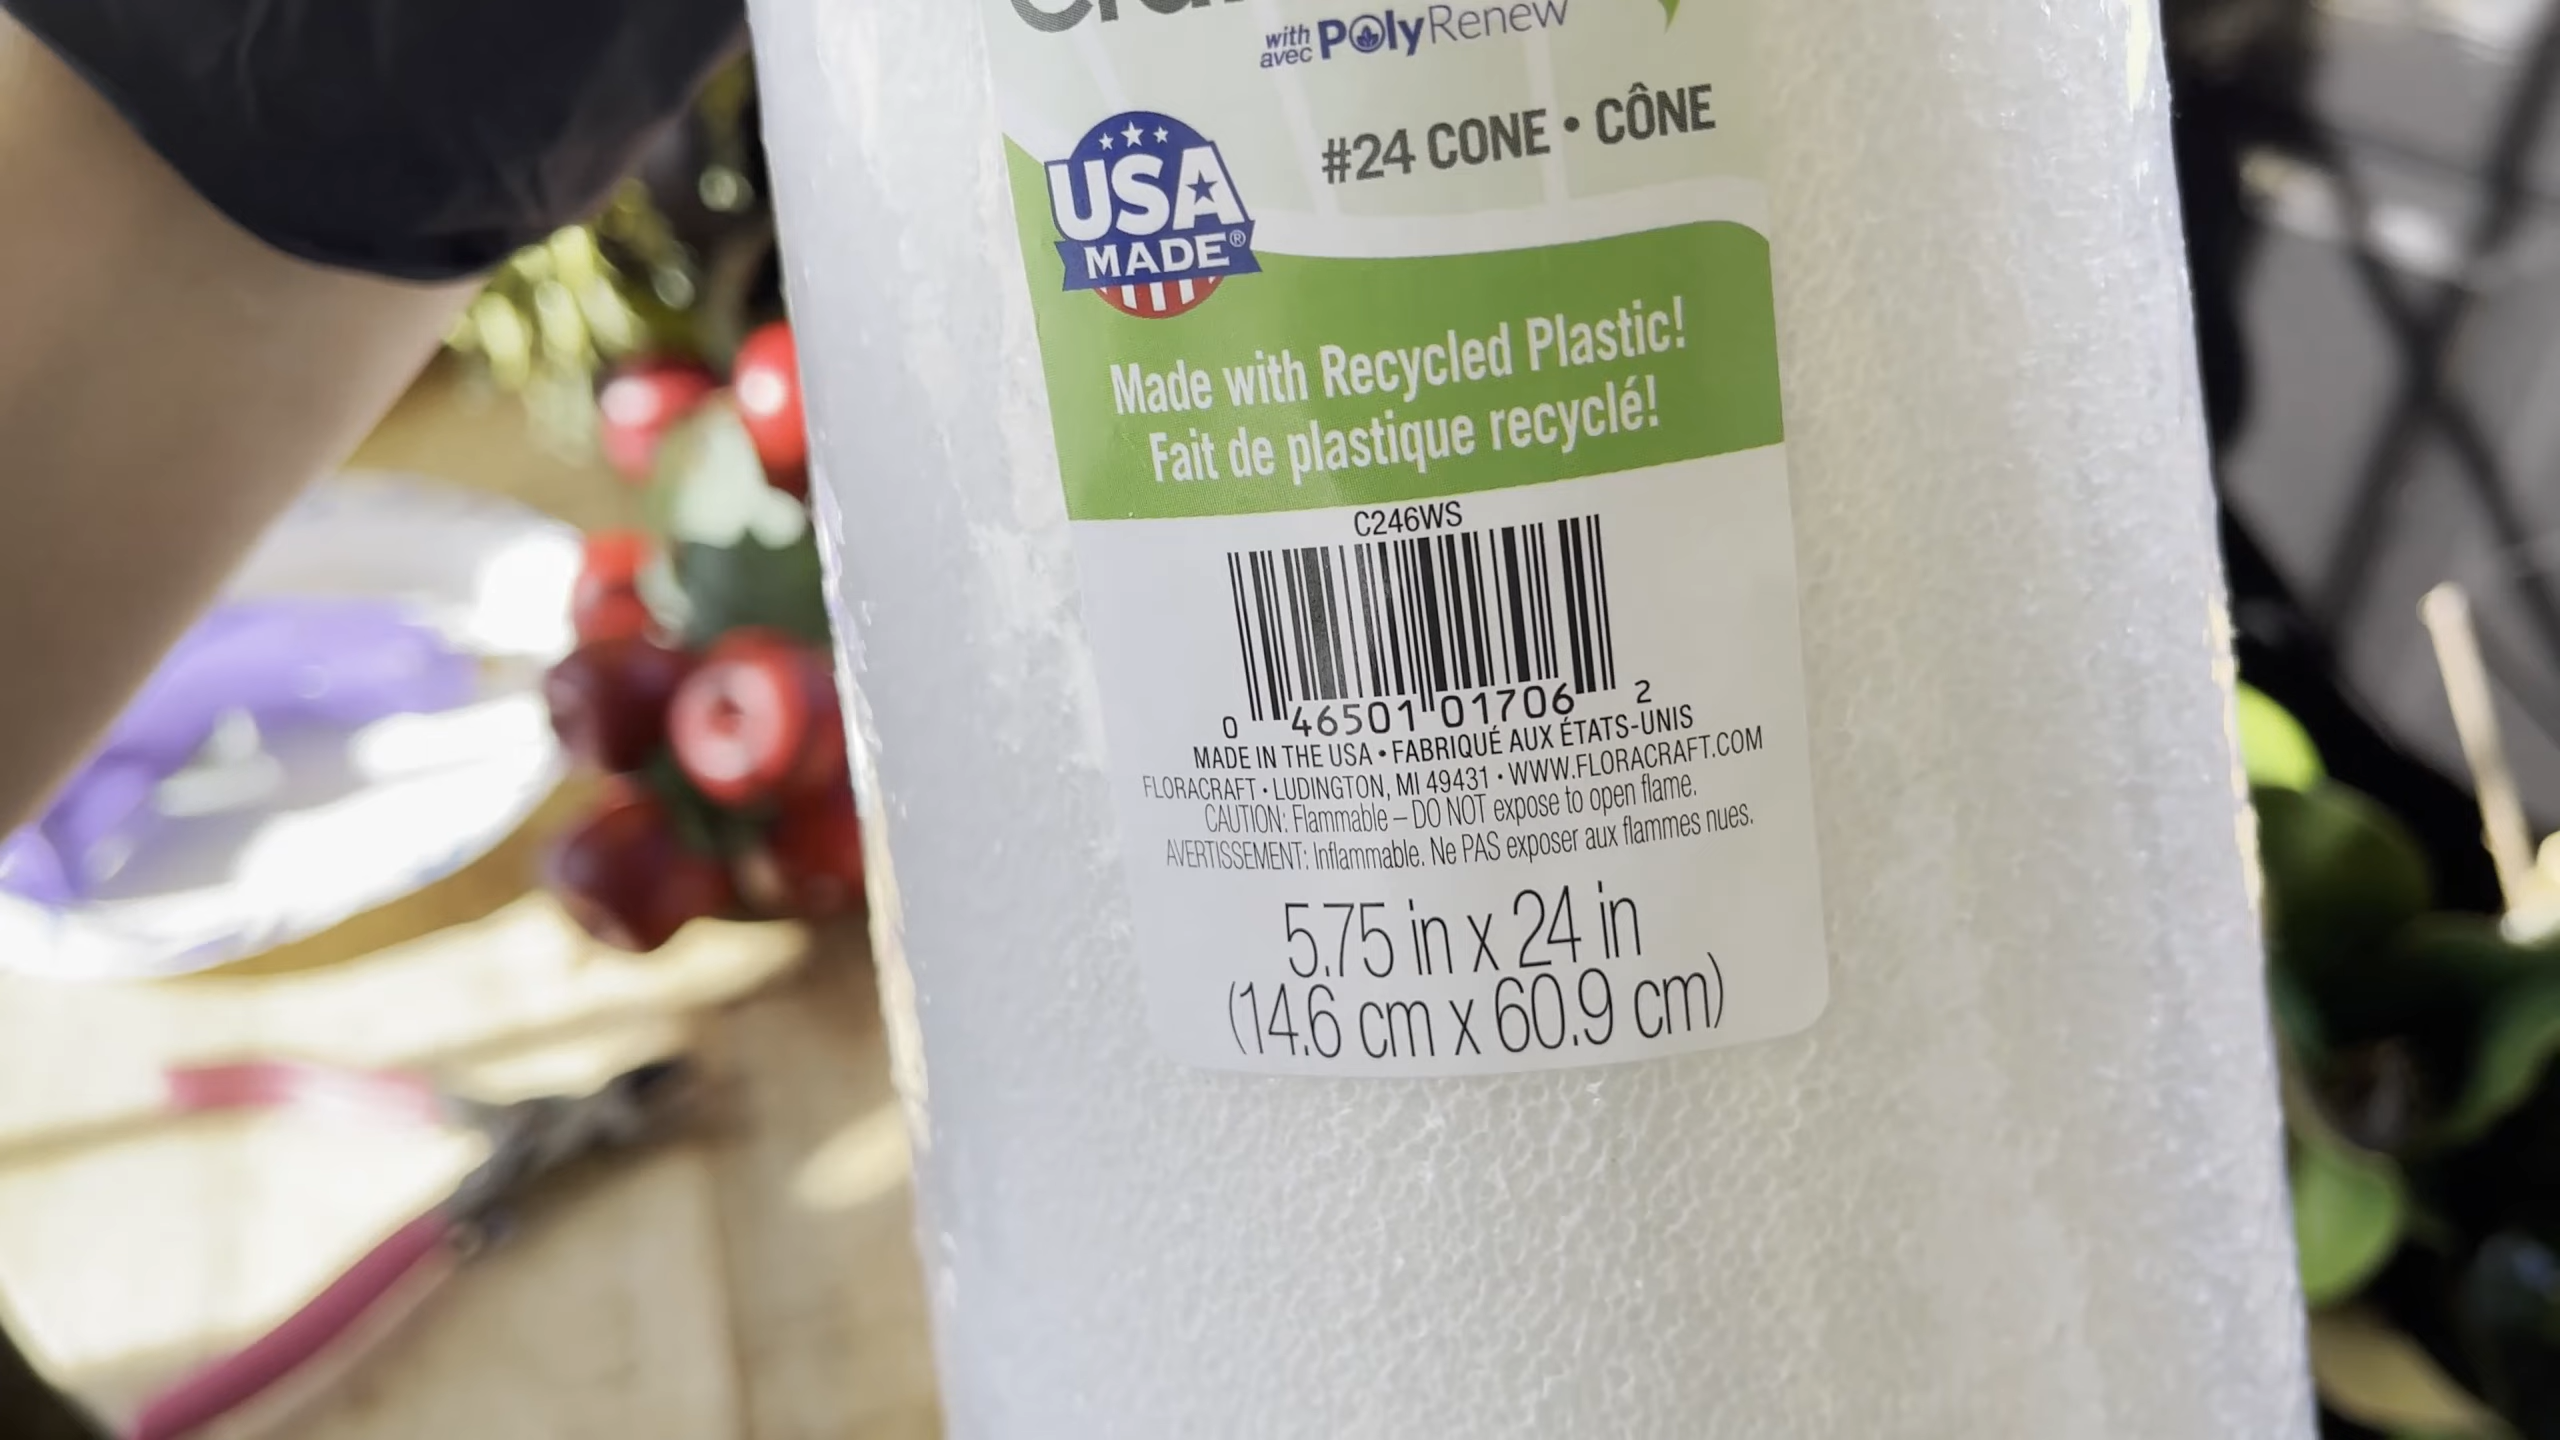 with
avec PolyRenew
#24 CONE • CÔNE
USA
MADE®
Made with Recycled Plastic!
Fait de plastique recyclé!
C246WS
0 46501 01706 2
MADE IN THE USA • FABRIQUÉ AUX ÉTATS-UNIS
FLORACRAFT • LUDINGTON, MI 49431 • WWW.FLORACRAFT.COM
CAUTION: Flammable – DO NOT expose to open flame.
AVERTISSEMENT: Inflammable. Ne PAS exposer aux flammes nues.
5.75 in x 24 in
(14.6 cm x 60.9 cm)